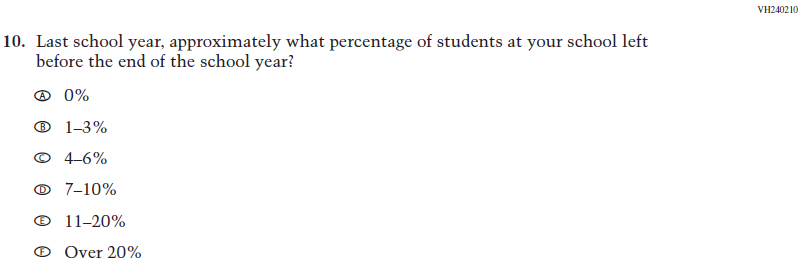 VH240210
10. Last school year, approximately what percentage of students at your school left
before the end of the school year?
Ⓐ 0%
Ⓑ 1–3%
Ⓒ 4–6%
Ⓓ 7–10%
Ⓔ 11–20%
Ⓕ Over 20%